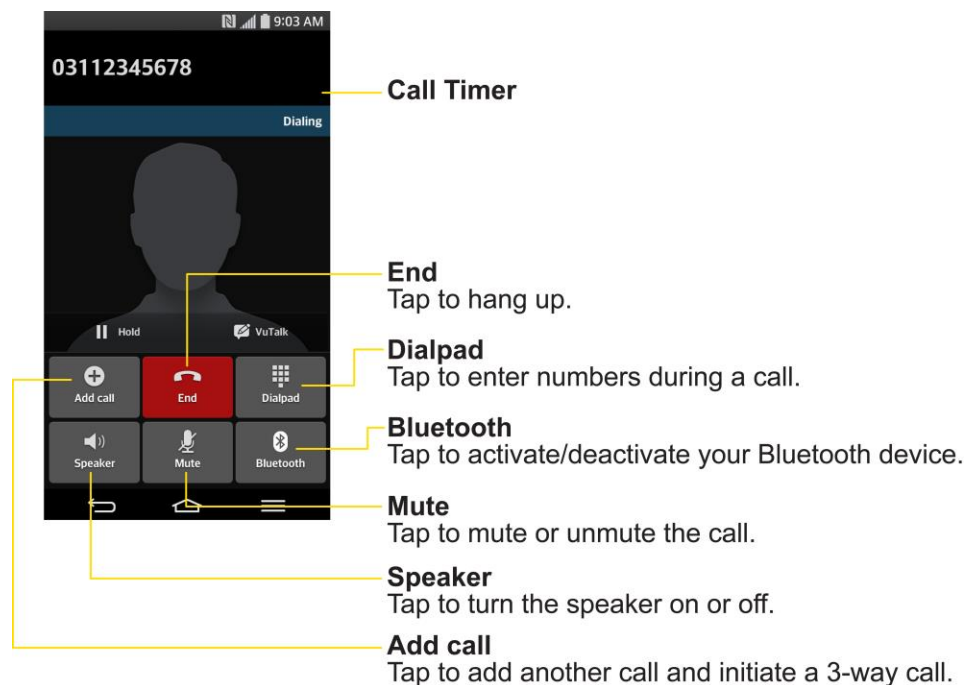 9:03 AM
03112345678
Call Timer
Dialing
End
Tap to hang up.
Hold
VuTalk
Dialpad
Tap to enter numbers during a call.
Add call
End
Dialpad
Bluetooth
Tap to activate/deactivate your Bluetooth device.
Speaker
Mute
Bluetooth
Mute
Tap to mute or unmute the call.
Speaker
Tap to turn the speaker on or off.
Add call
Tap to add another call and initiate a 3-way call.